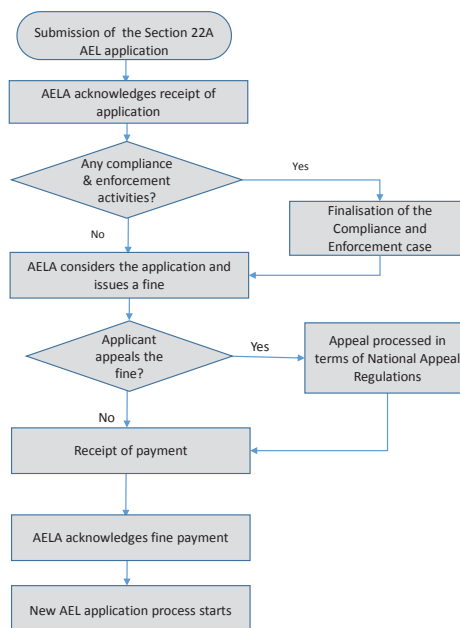 Submission of the Section 22A
AEL application
AELA acknowledges receipt of
application
Any compliance
& enforcement
activities?
Yes
No
Finalisation of the
Compliance and
Enforcement case
AELA considers the application and
issues a fine
Applicant
appeals the
fine?
Yes
No
Appeal processed in
terms of National Appeal
Regulations
Receipt of payment
AELA acknowledges fine payment
New AEL application process starts